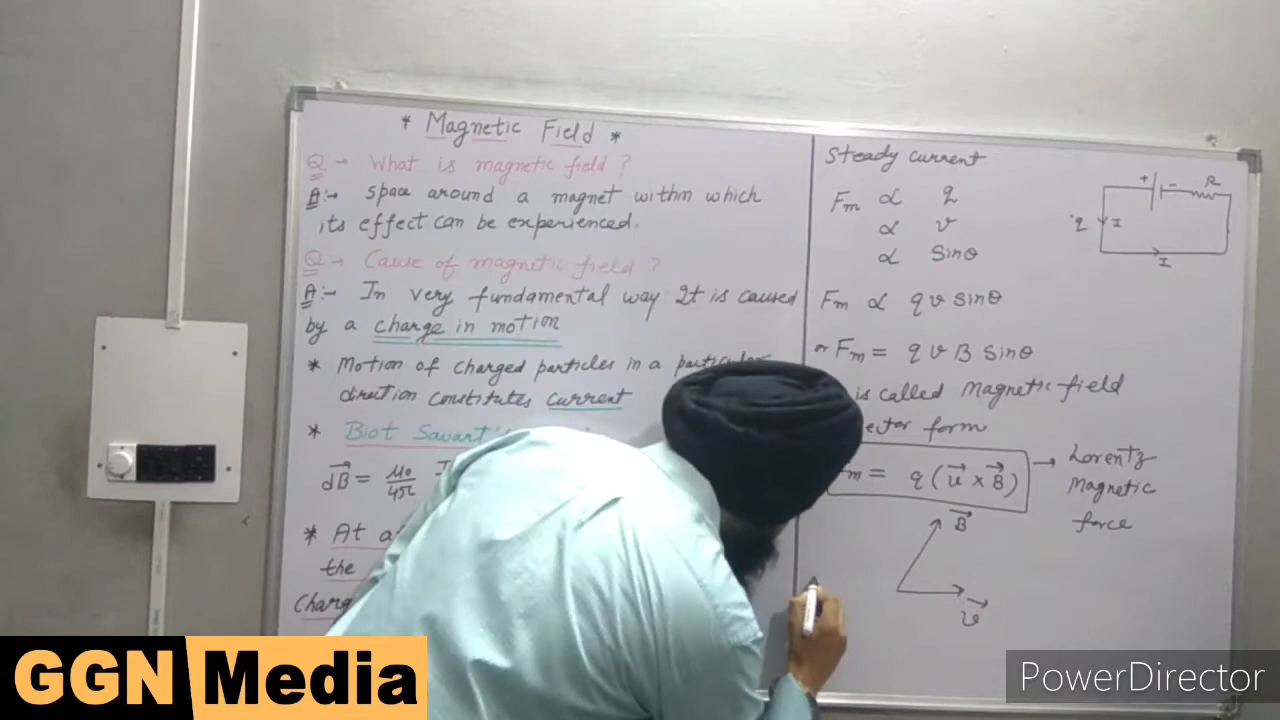 * Magnetic Field *
Q → What is magnetic field ?
A :- Space around a magnet within which
its effect can be experienced.
Q → Cause of magnetic field ?
A :- In very fundamental way It is caused
by a charge in motion
* Motion of charged particles in a particular
direction constitutes current
* Biot Savart's
dB⃗ = μ₀/4π I
* At a
the
Charg
Steady current
Fm ∝ q
∝ v
∝ Sinθ
Fm ∝ q v sinθ
or Fm = q v B Sinθ
is called Magnetic field
ector form
Fm = q (v⃗ × B⃗) → Lorentz
Magnetic
force
B⃗
v⃗
+ - R
q I
I
GGN Media
PowerDirector